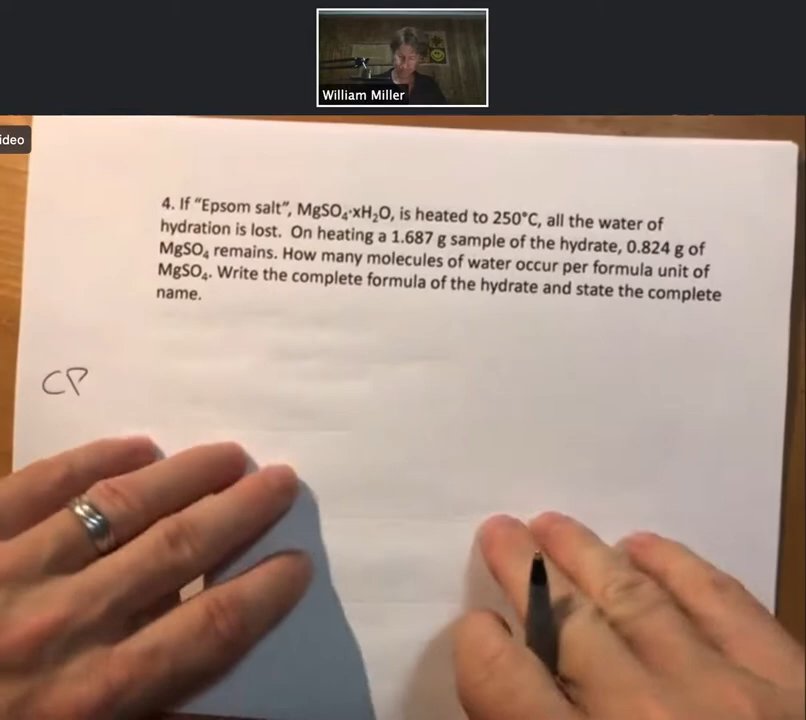 William Miller
ideo
4. If “Epsom salt”, MgSO₄·xH₂O, is heated to 250°C, all the water of
hydration is lost. On heating a 1.687 g sample of the hydrate, 0.824 g of
MgSO₄ remains. How many molecules of water occur per formula unit of
MgSO₄. Write the complete formula of the hydrate and state the complete
name.
CP